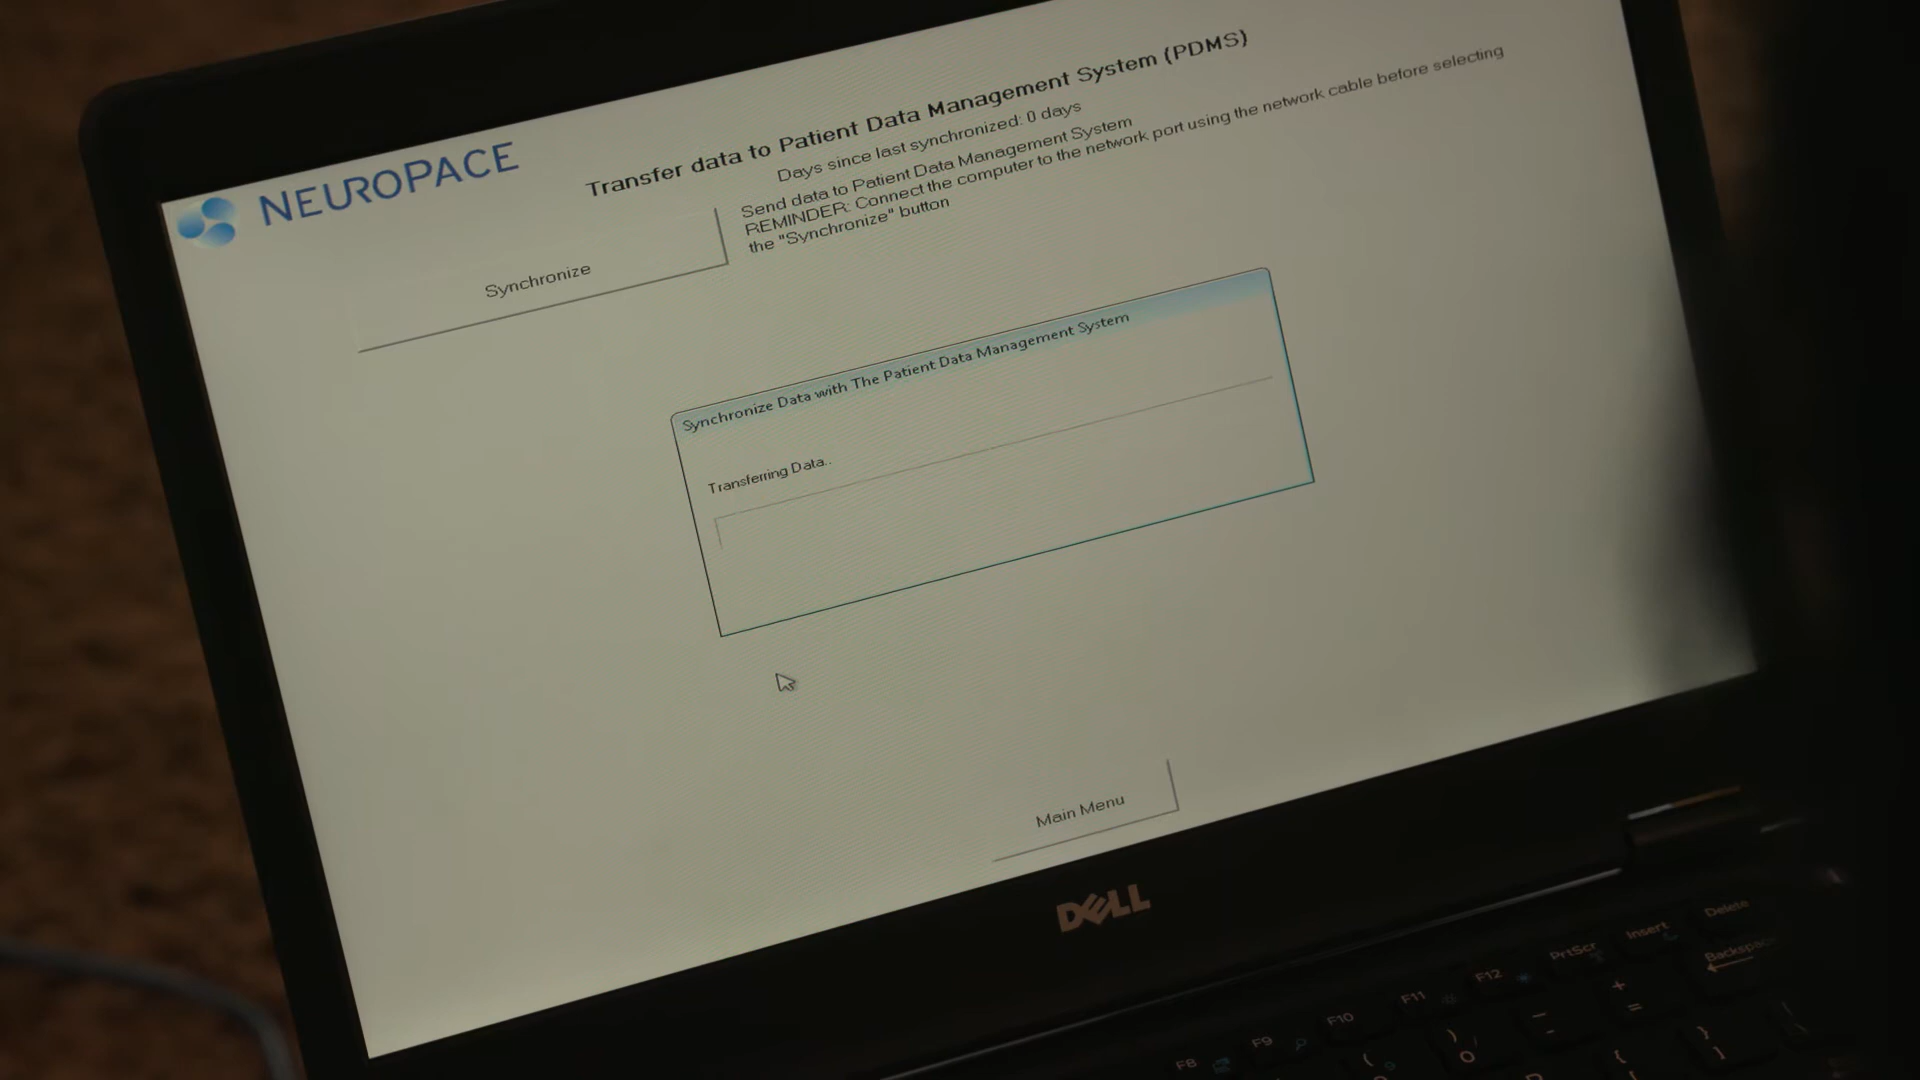 NEUROPACE
Transfer data to Patient Data Management System (PDMS)
Days since last synchronized: 0 days
Synchronize
Send data to Patient Data Management System
REMINDER: Connect the computer to the network port using the network cable before selecting
the "Synchronize" button
Synchronize Data with The Patient Data Management System
Transferring Data..
Main Menu
DELL
F8 F9 F10 F11 F12 PrtScr Insert Delete
Backspace
+
=
_
-
)
0
(
9
{
}
]